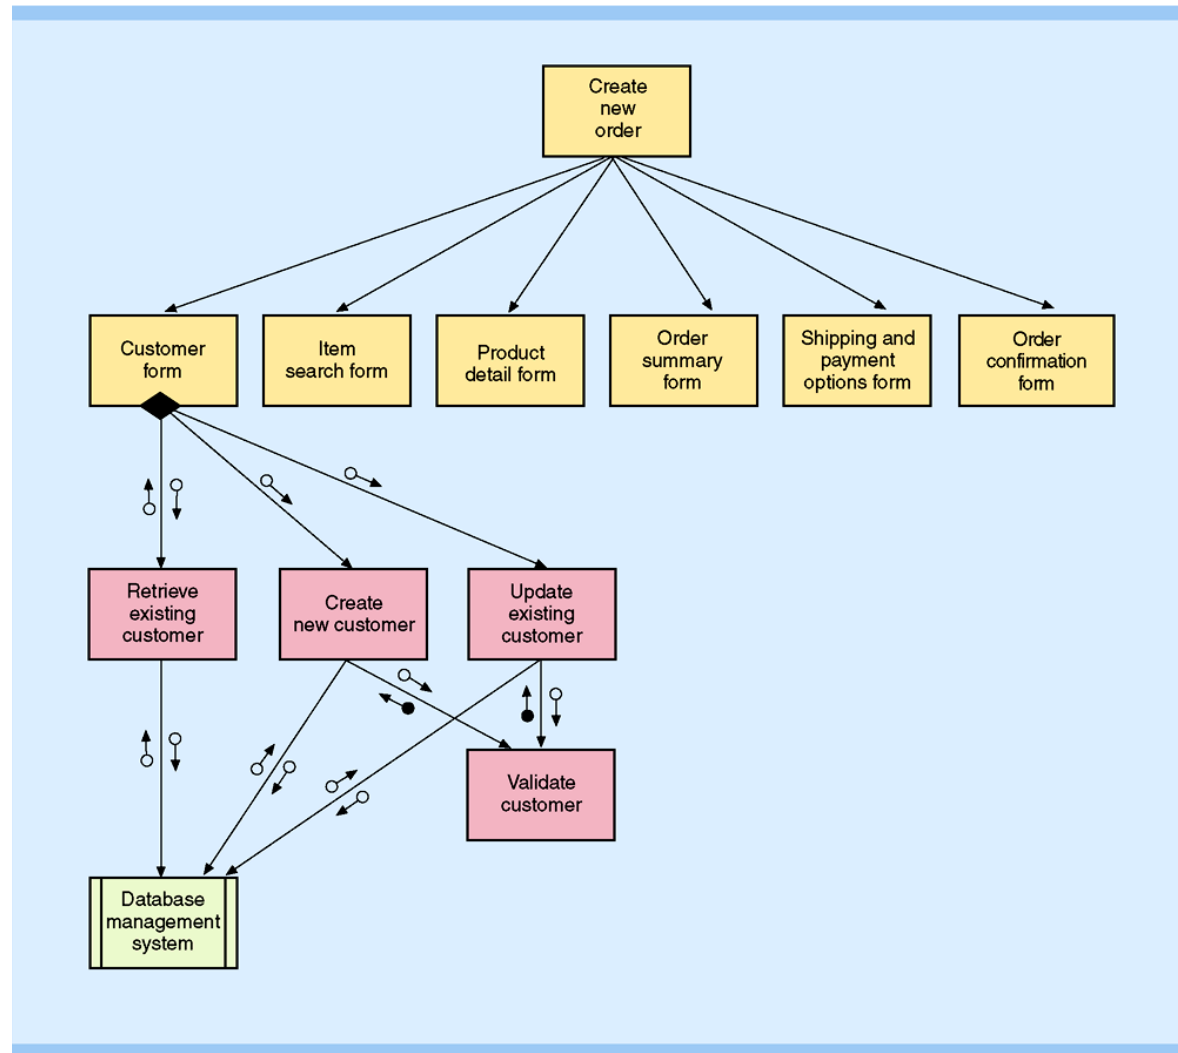 Create
new
order
Customer
form
Item
search form
Product
detail form
Order
summary
form
Shipping and
payment
options form
Order
confirmation
form
Retrieve
existing
customer
Create
new customer
Update
existing
customer
Validate
customer
Database
management
system